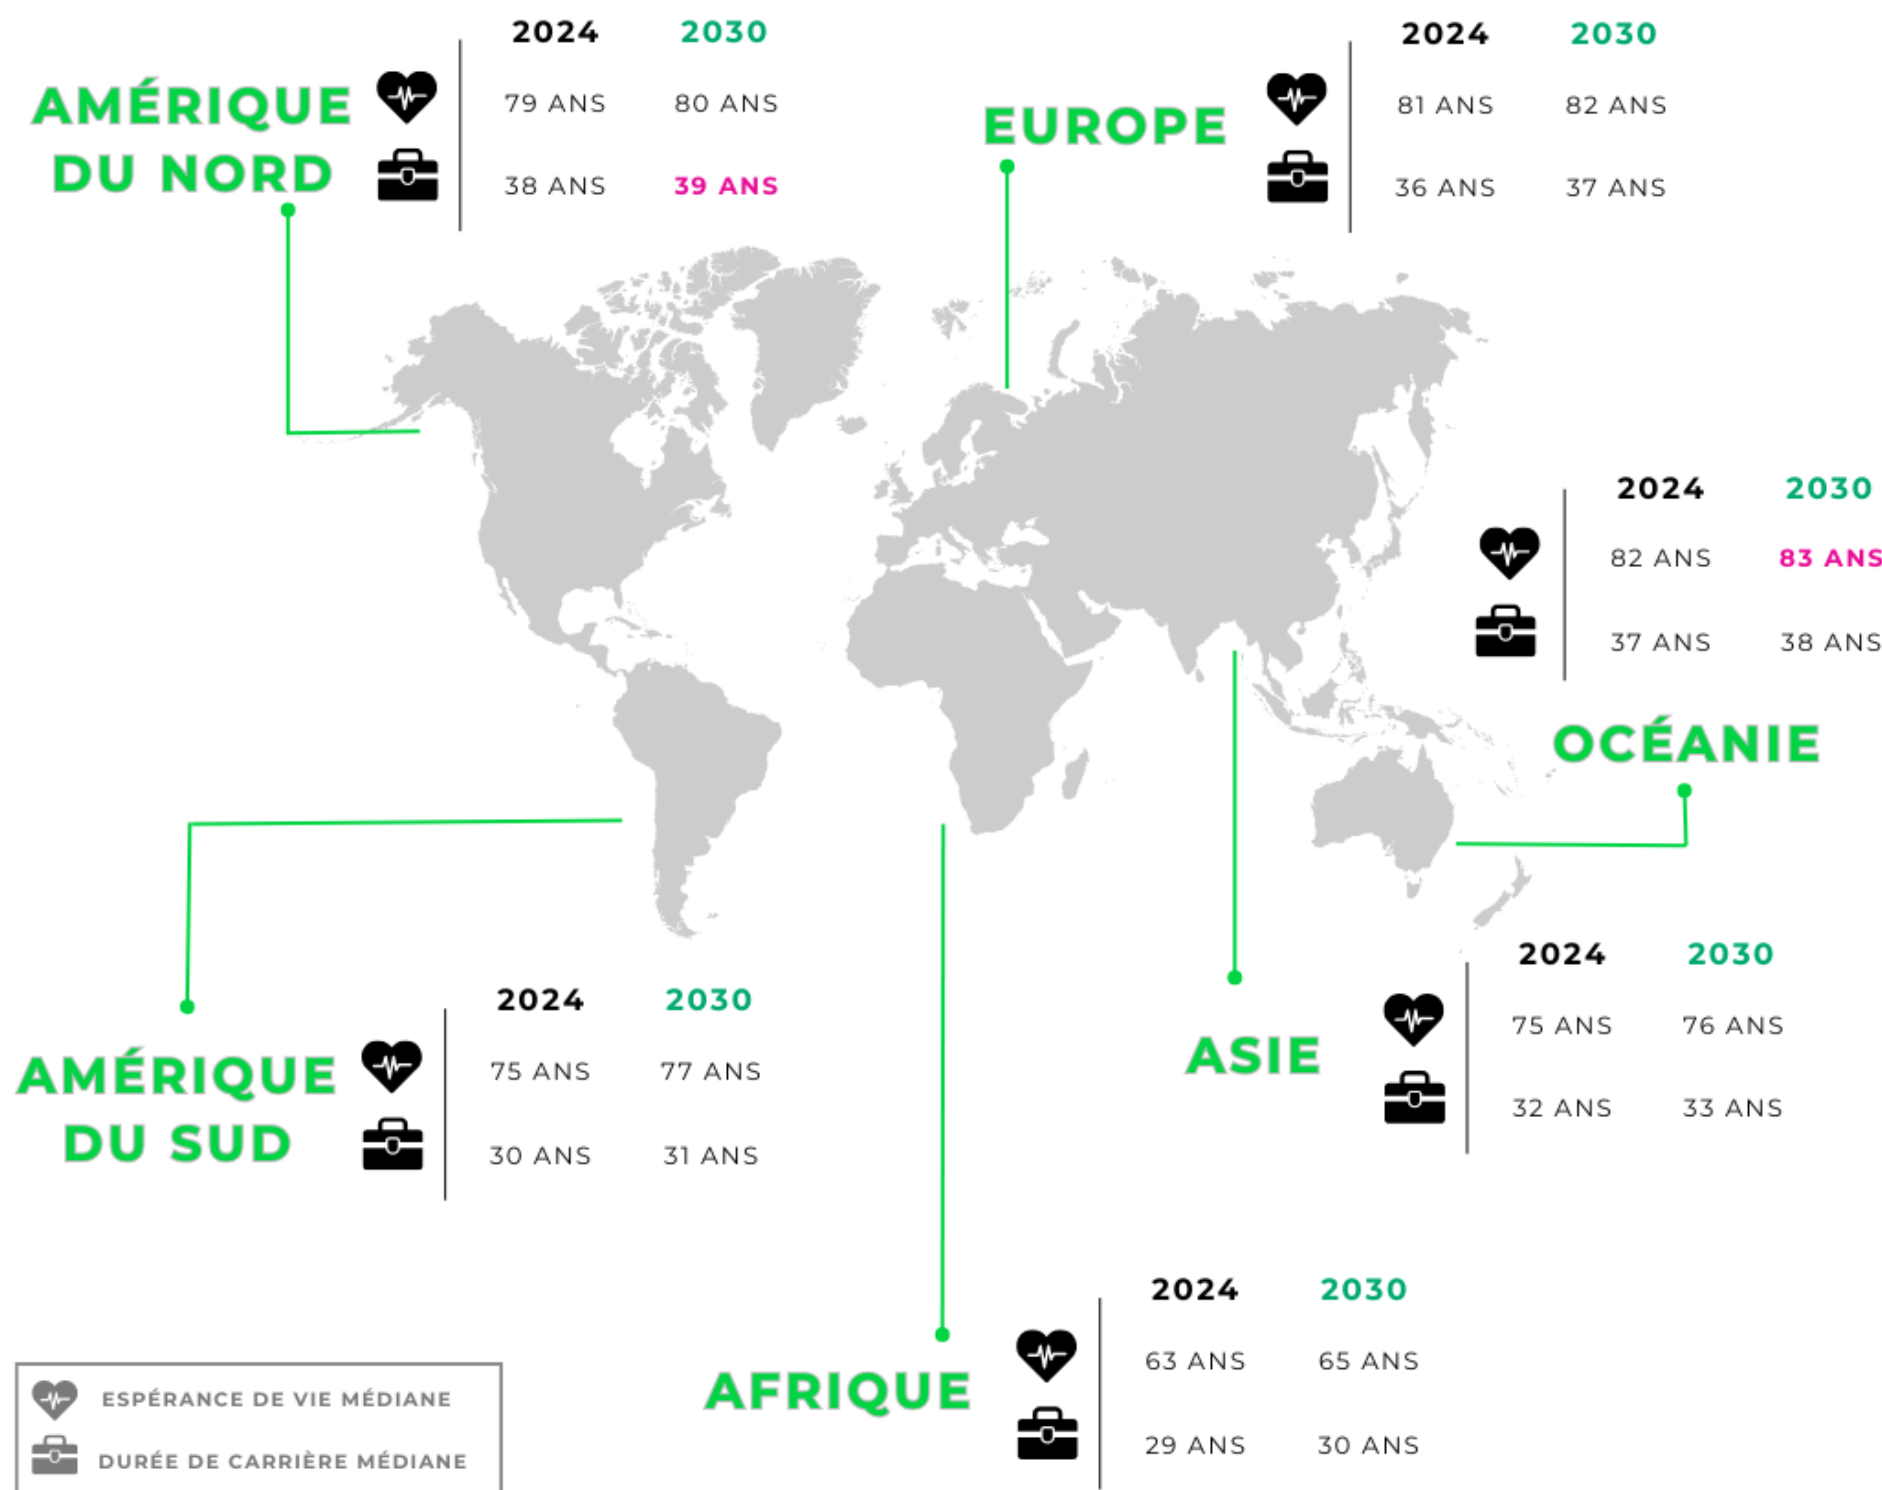 AMÉRIQUE
DU NORD
2024 2030
79 ANS 80 ANS
38 ANS 39 ANS
EUROPE
2024 2030
81 ANS 82 ANS
36 ANS 37 ANS
2024 2030
82 ANS 83 ANS
37 ANS 38 ANS
OCÉANIE
AMÉRIQUE
DU SUD
2024 2030
75 ANS 77 ANS
30 ANS 31 ANS
ASIE
2024 2030
75 ANS 76 ANS
32 ANS 33 ANS
AFRIQUE
2024 2030
63 ANS 65 ANS
29 ANS 30 ANS
ESPÉRANCE DE VIE MÉDIANE
DURÉE DE CARRIÈRE MÉDIANE